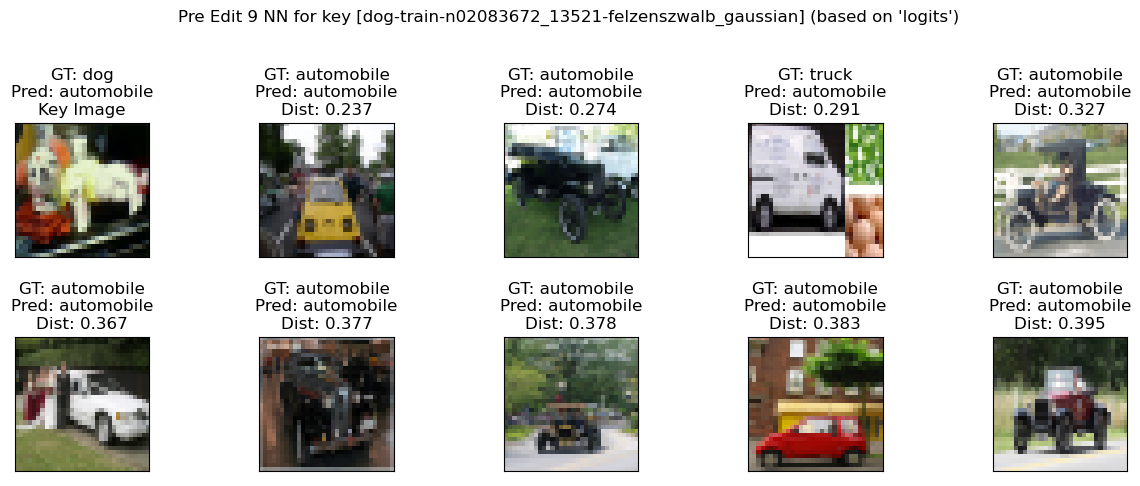 Pre Edit 9 NN for key [dog-train-n02083672_13521-felzenszwalb_gaussian] (based on 'logits')
GT: dog
Pred: automobile
Key Image
GT: automobile
Pred: automobile
Dist: 0.237
GT: automobile
Pred: automobile
Dist: 0.274
GT: truck
Pred: automobile
Dist: 0.291
GT: automobile
Pred: automobile
Dist: 0.327
GT: automobile
Pred: automobile
Dist: 0.367
GT: automobile
Pred: automobile
Dist: 0.377
GT: automobile
Pred: automobile
Dist: 0.378
GT: automobile
Pred: automobile
Dist: 0.383
GT: automobile
Pred: automobile
Dist: 0.395